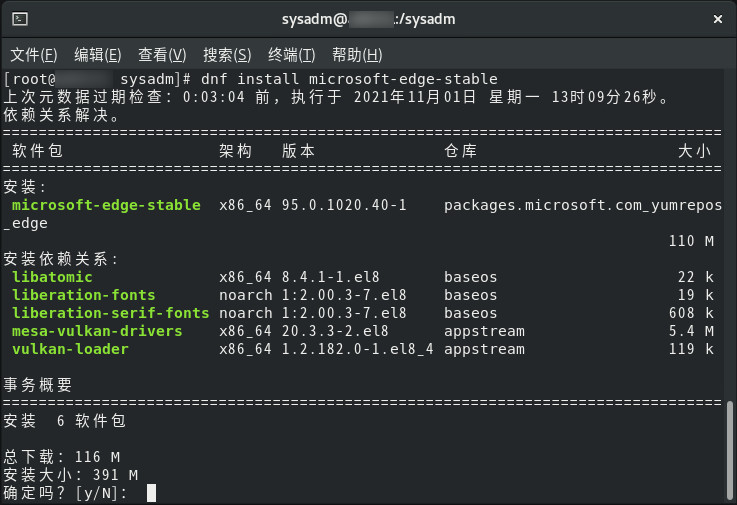 sysadm@ :/sysadm
文件(F) 编辑(E) 查看(V) 搜索(S) 终端(T) 帮助(H)
[root@ sysadm]# dnf install microsoft-edge-stable
上次元数据过期检查：0:03:04 前，执行于 2021年11月01日 星期一 13时09分26秒。
依赖关系解决。
================================================================================
软件包 架构 版本 仓库 大小
================================================================================
安装:
microsoft-edge-stable x86_64 95.0.1020.40-1 packages.microsoft.com_yumrepos
_edge
110 M
安装依赖关系:
libatomic x86_64 8.4.1-1.el8 baseos 22 k
liberation-fonts noarch 1:2.00.3-7.el8 baseos 19 k
liberation-serif-fonts noarch 1:2.00.3-7.el8 baseos 608 k
mesa-vulkan-drivers x86_64 20.3.3-2.el8 appstream 5.4 M
vulkan-loader x86_64 1.2.182.0-1.el8_4 appstream 119 k
事务概要
================================================================================
安装 6 软件包
总下载：116 M
安装大小：391 M
确定吗？[y/N]：